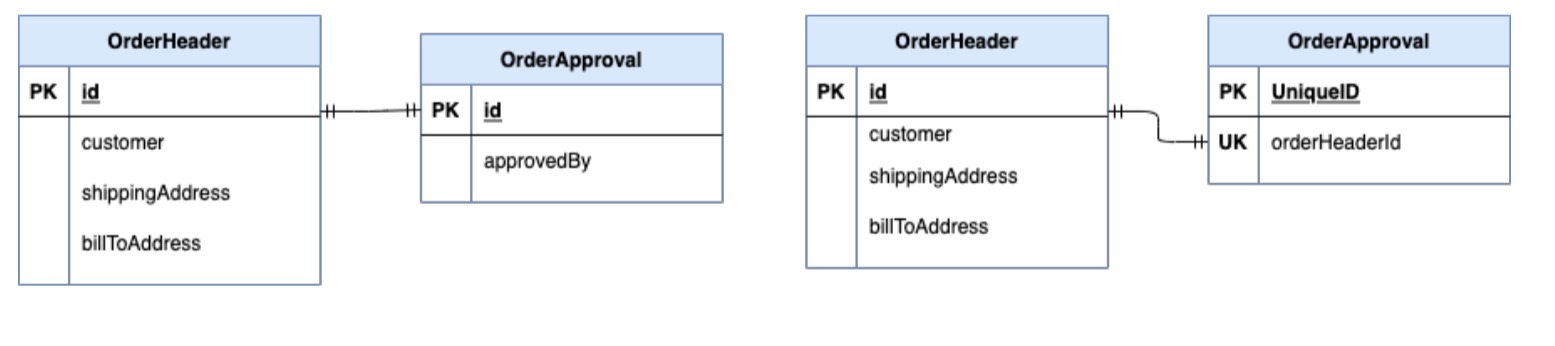 OrderHeader
PK id
customer
shippingAddress
billToAddress
OrderApproval
PK id
approvedBy
OrderHeader
PK id
customer
shippingAddress
billToAddress
OrderApproval
PK UniqueID
UK orderHeaderId